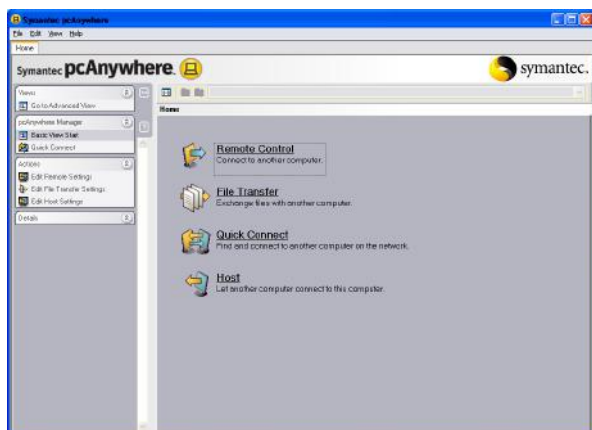 Symantec pcAnywhere
File Edit View Help
Home
Symantec pcAnywhere.
symantec.
Views
Go to Advanced View
Home
pcAnywhere Manager
Basic View Start
Quick Connect
Actions
Edit Remote Settings
Edit File Transfer Settings
Edit Host Settings
Details
Remote Control
Connect to another computer.
File Transfer
Exchange files with another computer.
Quick Connect
Find and connect to another computer on the network.
Host
Let another computer connect to this computer.